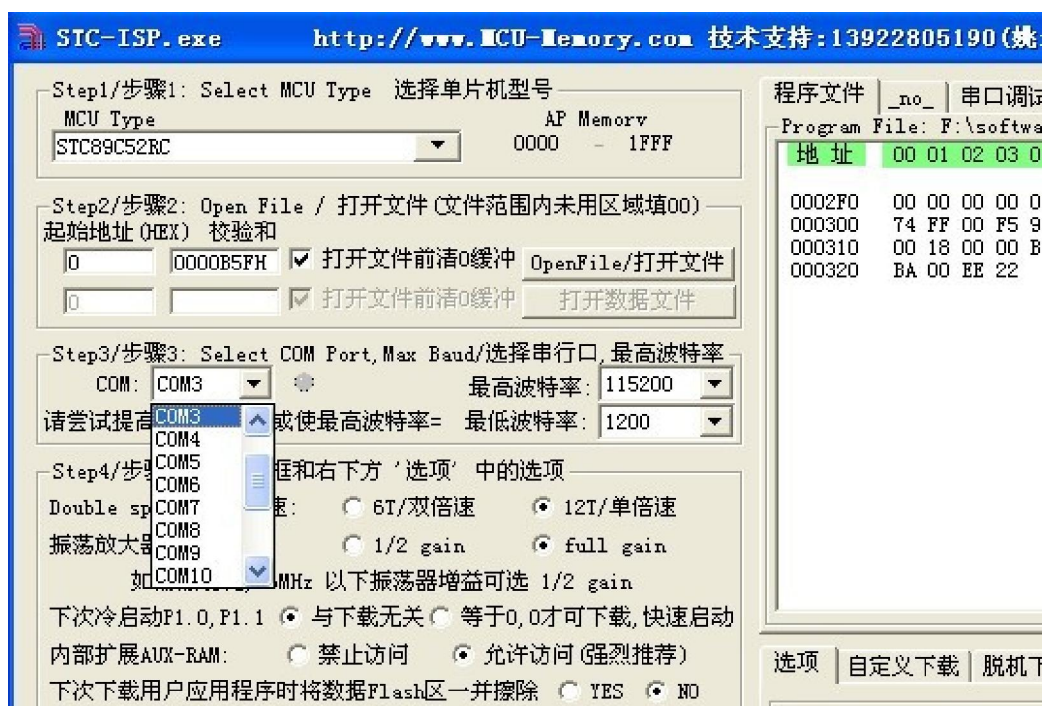 STC-ISP.exe http://www.MCU-Memory.com 技术支持:13922805190(姚
Step1/步骤1: Select MCU Type 选择单片机型号
MCU Type AP Memory
STC89C52RC 0000 - 1FFF
Step2/步骤2: Open File / 打开文件(文件范围内未用区域填00)
起始地址(HEX) 校验和
0 0000B5FH 打开文件前清0缓冲 OpenFile/打开文件
0 打开文件前清0缓冲 打开数据文件
Step3/步骤3: Select COM Port,Max Baud/选择串行口,最高波特率
COM: COM3 最高波特率: 115200
请尝试提高 或使最高波特率= 最低波特率: 1200
COM3
COM4
COM5
COM6
COM7
COM8
COM9
COM10
Step4/步 框和右下方 '选项' 中的选项
Double sp 速: 6T/双倍速 12T/单倍速
振荡放大器 1/2 gain full gain
如 MHz 以下振荡器增益可选 1/2 gain
下次冷启动P1.0,P1.1 与下载无关 等于0,0才可下载,快速启动
内部扩展AUX-RAM: 禁止访问 允许访问(强烈推荐)
下次下载用户应用程序时将数据Flash区一并擦除 YES NO
程序文件 _no_ 串口调试
Program File: F:\softwa
地 址 00 01 02 03 0
0002F0 00 00 00 00 0
000300 74 FF 00 F5 9
000310 00 18 00 00 B
000320 BA 00 EE 22
选项 自定义下载 脱机下